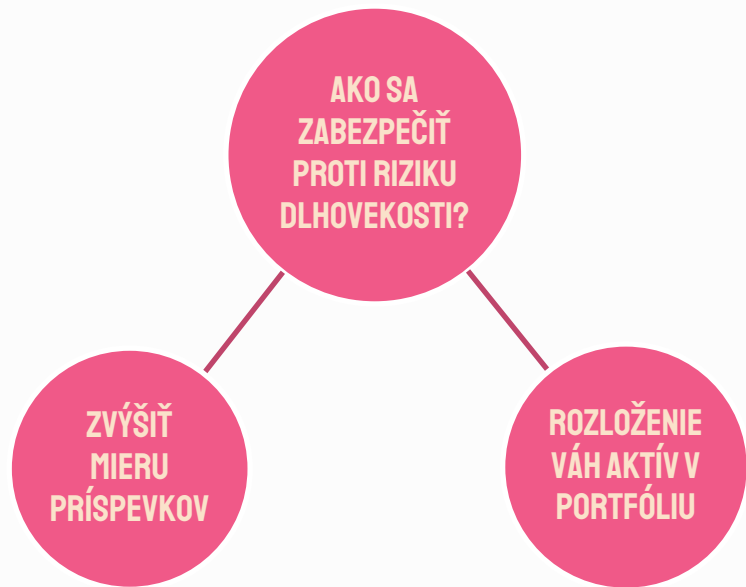 AKO SA
ZABEZPEČIŤ
PROTI RIZIKU
DLHOVEKOSTI?
ZVÝŠIŤ
MIERU
PRÍSPEVKOV
ROZLOŽENIE
VÁH AKTÍV V
PORTFÓLIU